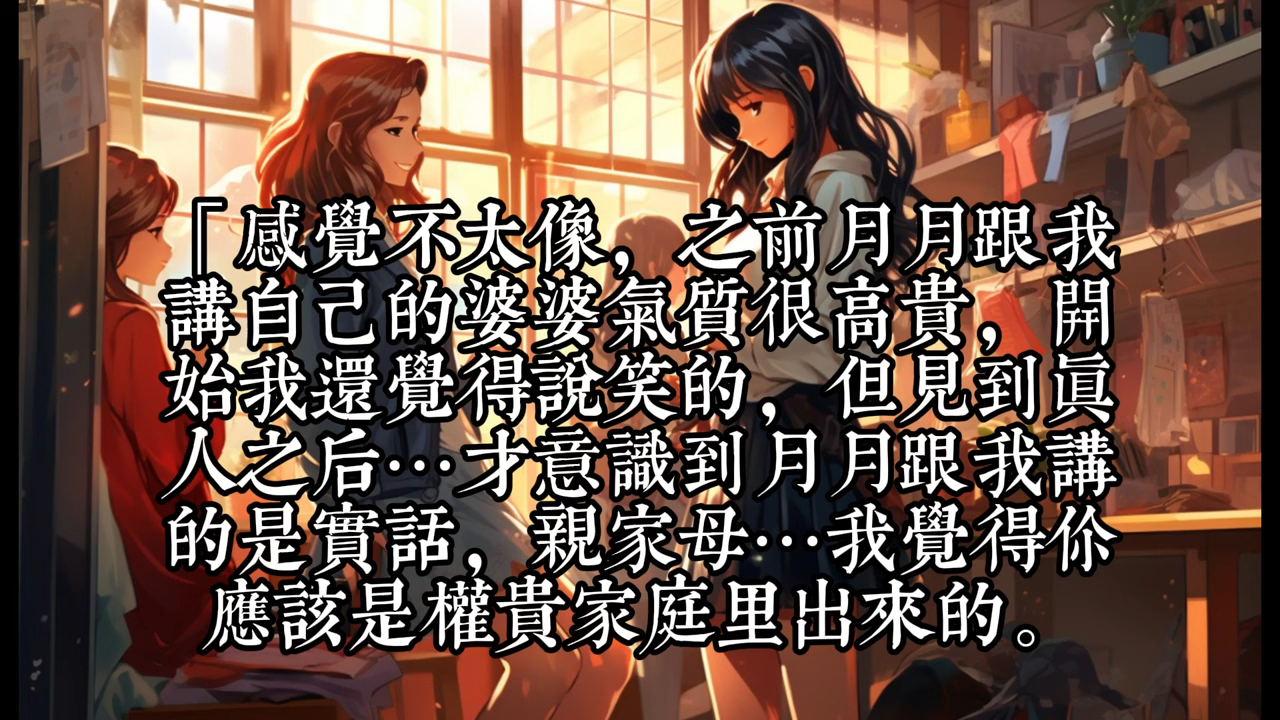 「感覺不太像，之前月月跟我
講自己的婆婆氣質很高貴，開
始我還覺得說笑的，但見到眞
人之后…才意識到月月跟我講
的是實話，親家母…我覺得伱
應該是權貴家庭里出來的。